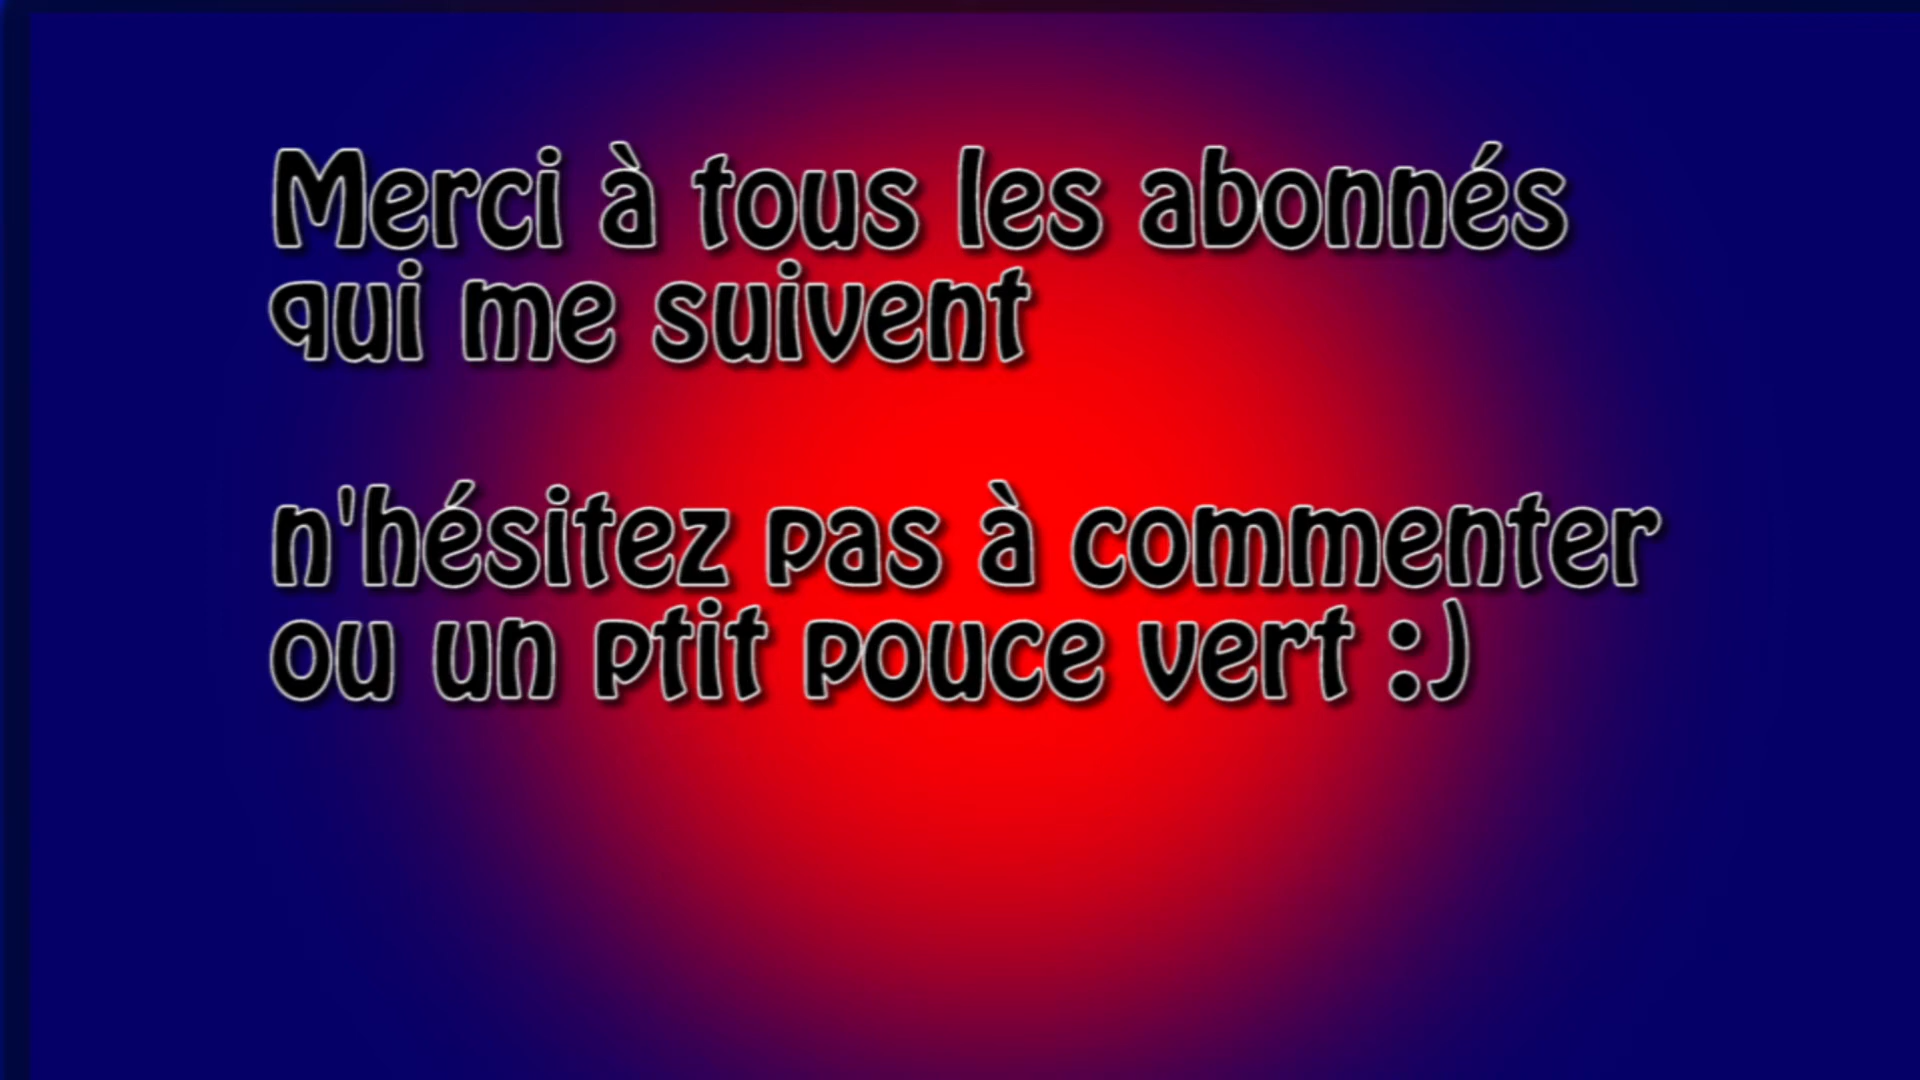 Merci à tous les abonnés
qui me suivent
n'hésitez pas à commenter
ou un ptit pouce vert :)